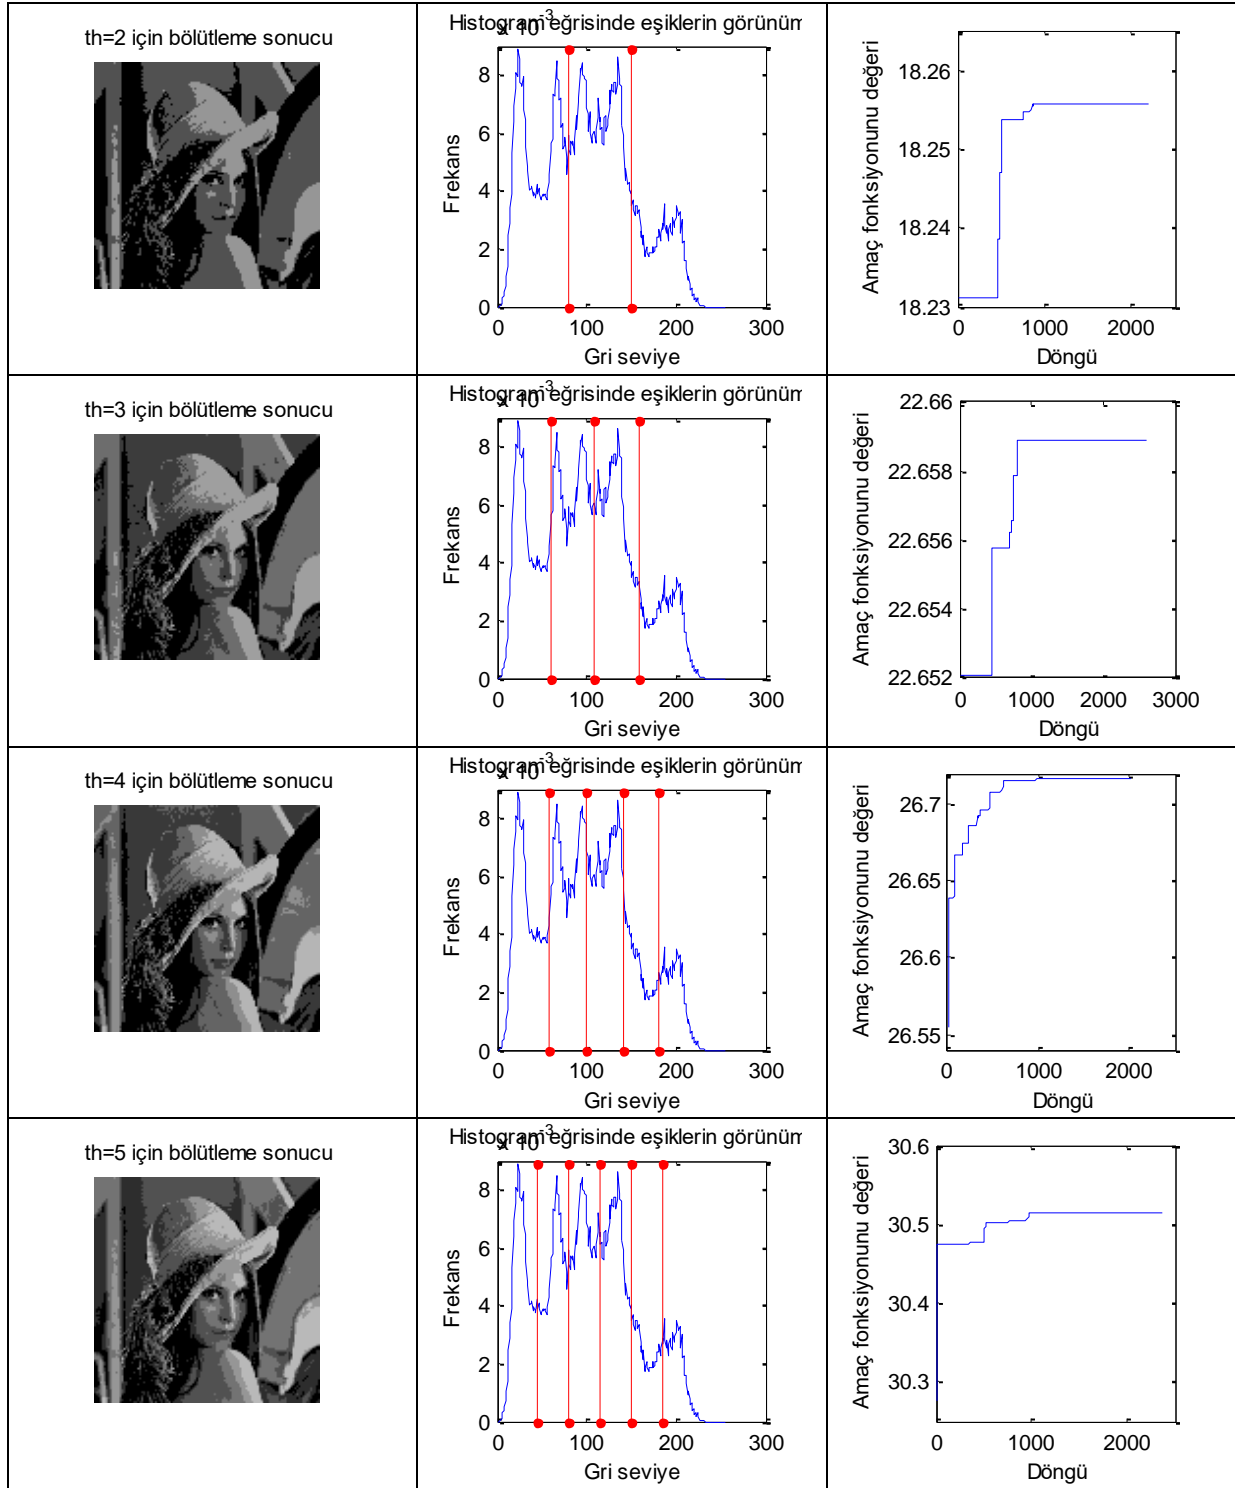 th=2 için bölütleme sonucu
Histogram eğrisinde eşiklerin görünüm
x 10-3
8
6
4
2
0
Frekans
0 100 200 300
Gri seviye
18.26
18.25
18.24
18.23
Amaç fonksiyonunu değeri
0 1000 2000
Döngü
th=3 için bölütleme sonucu
Histogram eğrisinde eşiklerin görünüm
x 10-3
8
6
4
2
0
Frekans
0 100 200 300
Gri seviye
22.66
22.658
22.656
22.654
22.652
Amaç fonksiyonunu değeri
0 1000 2000 3000
Döngü
th=4 için bölütleme sonucu
Histogram eğrisinde eşiklerin görünüm
x 10-3
8
6
4
2
0
Frekans
0 100 200 300
Gri seviye
26.7
26.65
26.6
26.55
Amaç fonksiyonunu değeri
0 1000 2000
Döngü
th=5 için bölütleme sonucu
Histogram eğrisinde eşiklerin görünüm
x 10-3
8
6
4
2
0
Frekans
0 100 200 300
Gri seviye
30.6
30.5
30.4
30.3
Amaç fonksiyonunu değeri
0 1000 2000
Döngü